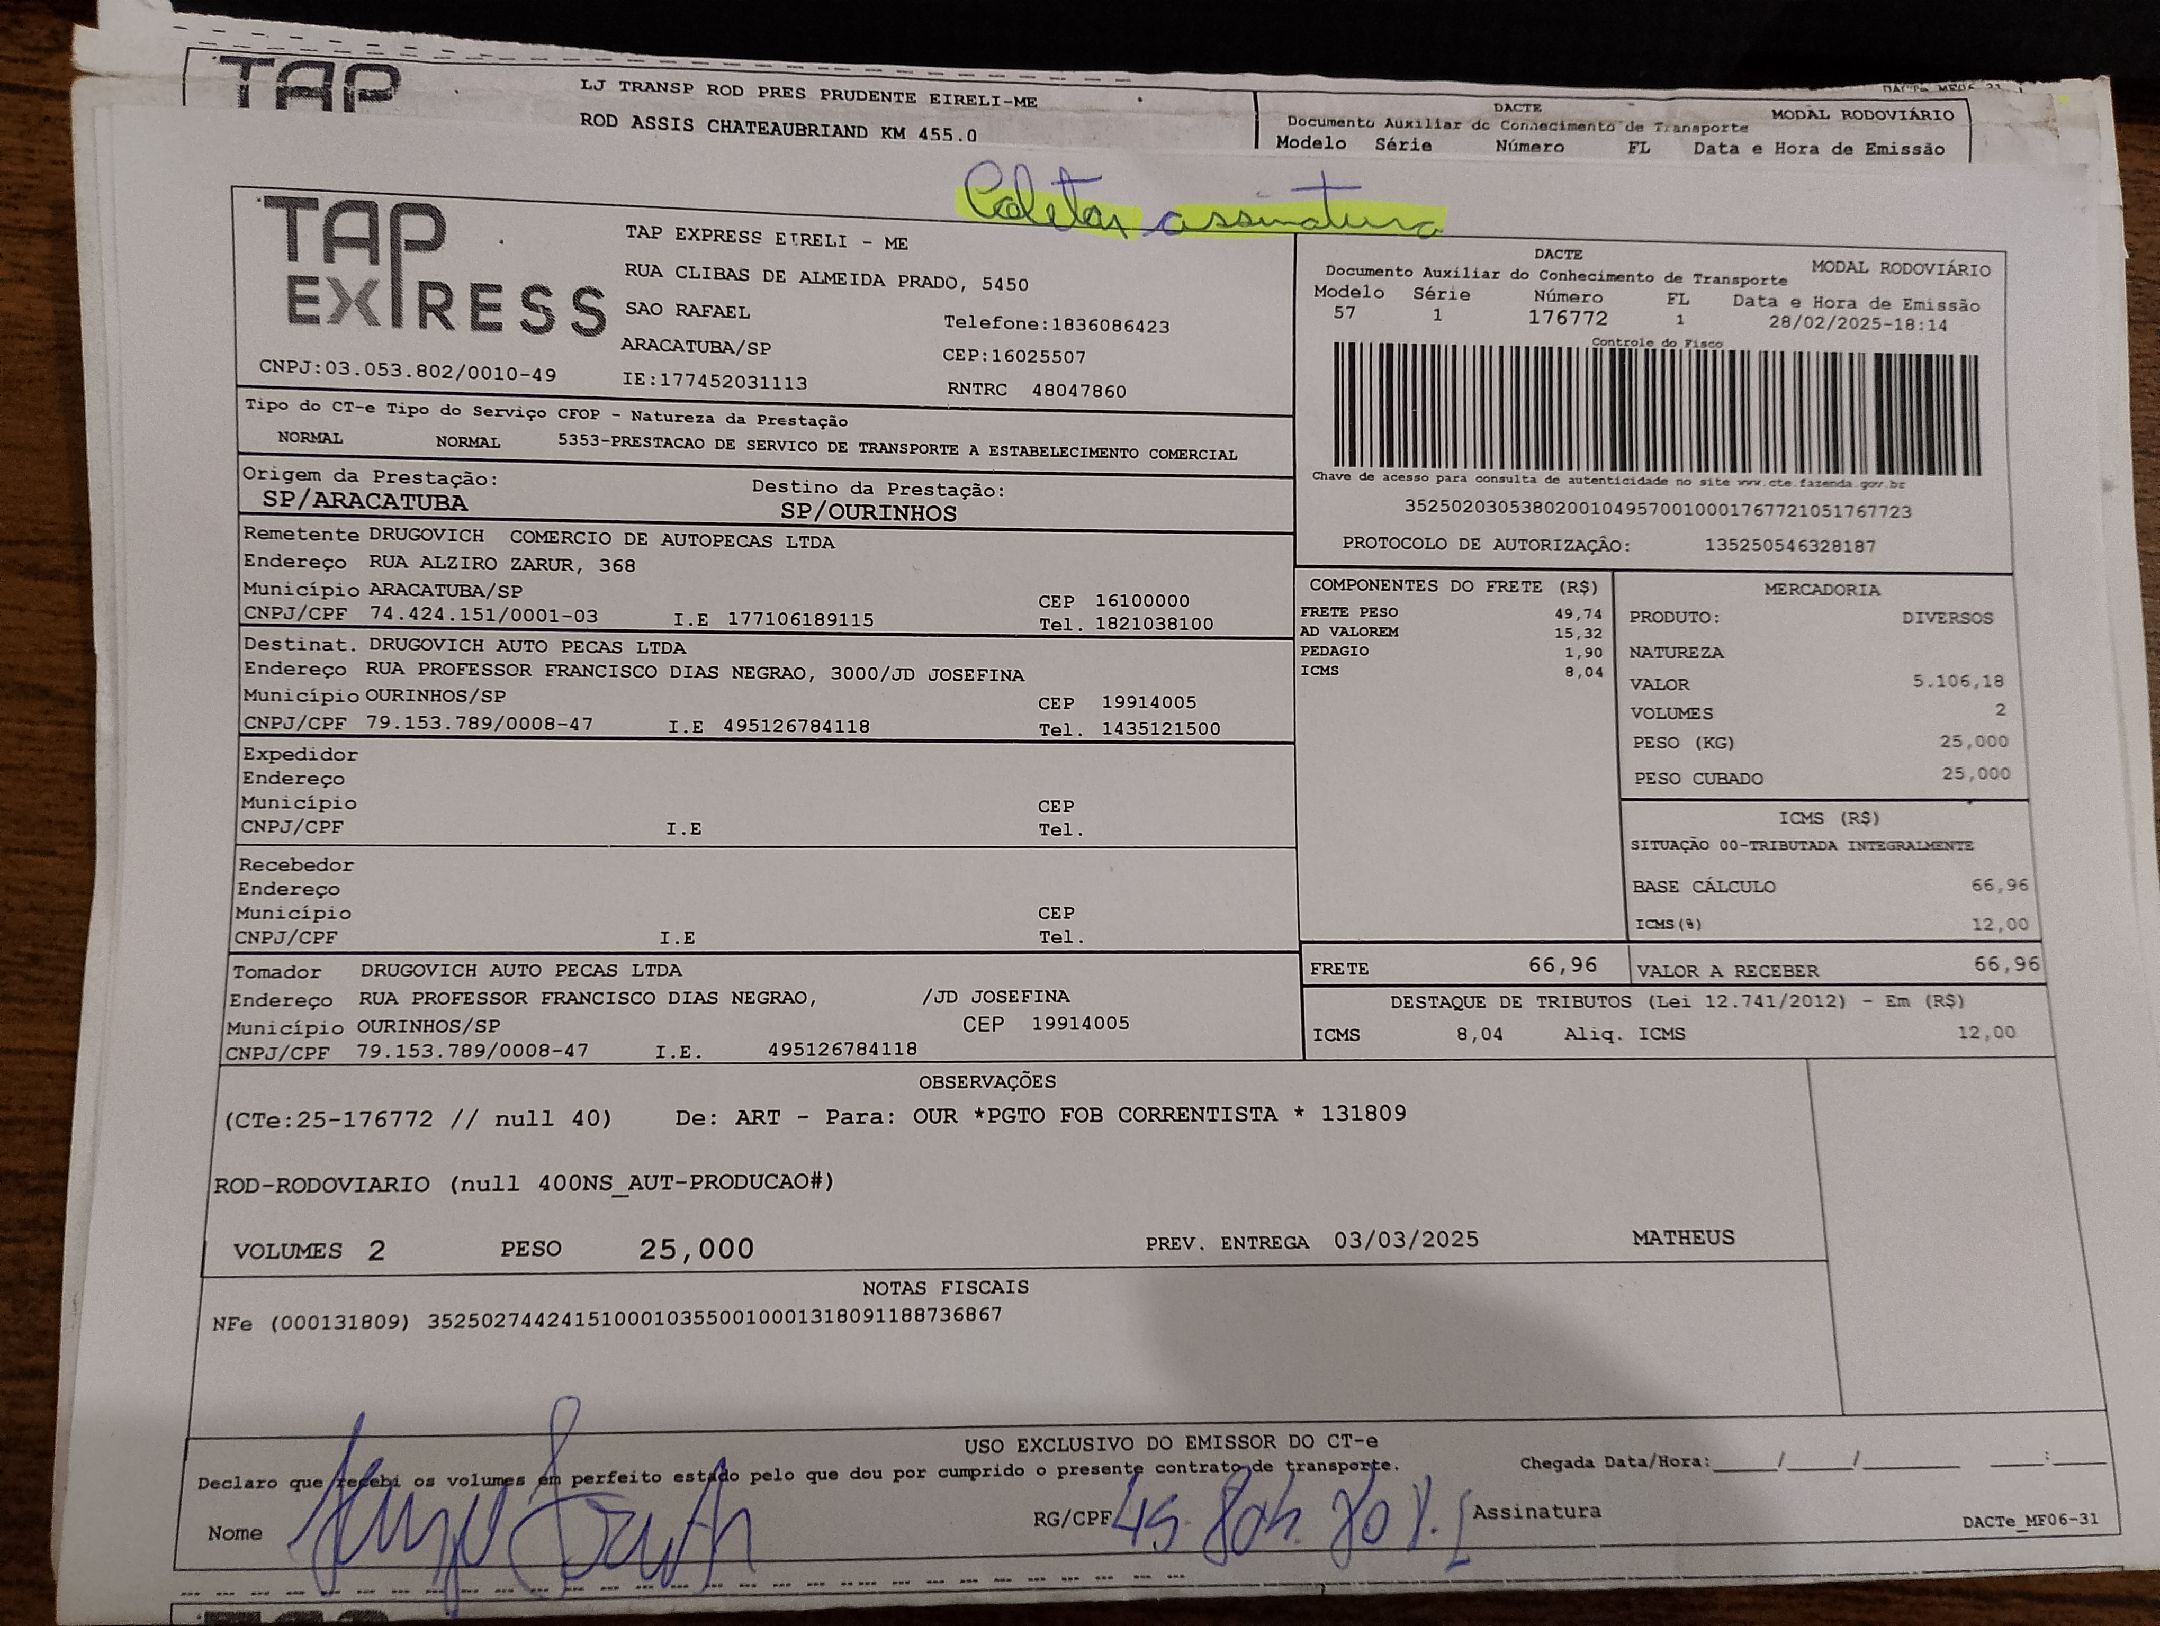 TAP
LJ TRANSP ROD PRES PRUDENTE EIRELI-ME
ROD ASSIS CHATEAUBRIAND KM 455.0
DACTE MODAL RODOVIÁRIO
Documento Auxiliar do Conhecimento de Transporte
Modelo Série Número FL Data e Hora de Emissão
Coletar assinatura
TAP EXPRESS
TAP EXPRESS EIRELI - ME
RUA CLIBAS DE ALMEIDA PRADO, 5450
SAO RAFAEL Telefone:1836086423
ARACATUBA/SP CEP:16025507
CNPJ:03.053.802/0010-49 IE:177452031113 RNTRC 48047860
DACTE MODAL RODOVIÁRIO
Documento Auxíliar do Conhecimento de Transporte
Modelo Série Número FL Data e Hora de Emissão
57 1 176772 1 28/02/2025-18:14
Controle do Fisco
Chave de acesso para consulta de autenticidade no site www.cte.fazenda.gov.br
35250203053802001049570010001767721051767723
PROTOCOLO DE AUTORIZAÇÂO: 135250546328187
Tipo do CT-e Tipo do Serviço CFOP - Natureza da Prestação
NORMAL NORMAL 5353-PRESTACAO DE SERVICO DE TRANSPORTE A ESTABELECIMENTO COMERCIAL
Origem da Prestação: Destino da Prestação:
SP/ARACATUBA SP/OURINHOS
Remetente DRUGOVICH COMERCIO DE AUTOPECAS LTDA
Endereço RUA ALZIRO ZARUR, 368
Município ARACATUBA/SP CEP 16100000
CNPJ/CPF 74.424.151/0001-03 I.E 177106189115 Tel. 1821038100
Destinat. DRUGOVICH AUTO PECAS LTDA
Endereço RUA PROFESSOR FRANCISCO DIAS NEGRAO, 3000/JD JOSEFINA
Município OURINHOS/SP CEP 19914005
CNPJ/CPF 79.153.789/0008-47 I.E 495126784118 Tel. 1435121500
Expedidor
Endereço
Município CEP
CNPJ/CPF I.E Tel.
Recebedor
Endereço
Município CEP
CNPJ/CPF I.E Tel.
Tomador DRUGOVICH AUTO PECAS LTDA
Endereço RUA PROFESSOR FRANCISCO DIAS NEGRAO, /JD JOSEFINA
Município OURINHOS/SP CEP 19914005
CNPJ/CPF 79.153.789/0008-47 I.E. 495126784118
COMPONENTES DO FRETE (R$)
FRETE PESO 49,74
AD VALOREM 15,32
PEDAGIO 1,90
ICMS 8,04
MERCADORIA
PRODUTO: DIVERSOS
NATUREZA
VALOR 5.106,18
VOLUMES 2
PESO (KG) 25,000
PESO CUBADO 25,000
ICMS (R$)
SITUAÇÃO 00-TRIBUTADA INTEGRALMENTE
BASE CÁLCULO 66,96
ICMS(%) 12,00
FRETE 66,96 VALOR A RECEBER 66,96
DESTAQUE DE TRIBUTOS (Lei 12.741/2012) - Em (R$)
ICMS 8,04 Aliq. ICMS 12,00
OBSERVAÇÕES
(CTe:25-176772 // null 40) De: ART - Para: OUR *PGTO FOB CORRENTISTA * 131809
ROD-RODOVIARIO (null 400NS_AUT-PRODUCAO#)
VOLUMES 2 PESO 25,000 PREV. ENTREGA 03/03/2025 MATHEUS
NOTAS FISCAIS
NFe (000131809) 35250274424151000103550010001318091188736867
USO EXCLUSIVO DO EMISSOR DO CT-e
Declaro que recebi os volumes em perfeito estado pelo que dou por cumprido o presente contrato de transporte. Chegada Data/Hora:____/____/______ ____:____
Nome RG/CPF Assinatura
DACTe_MF06-31